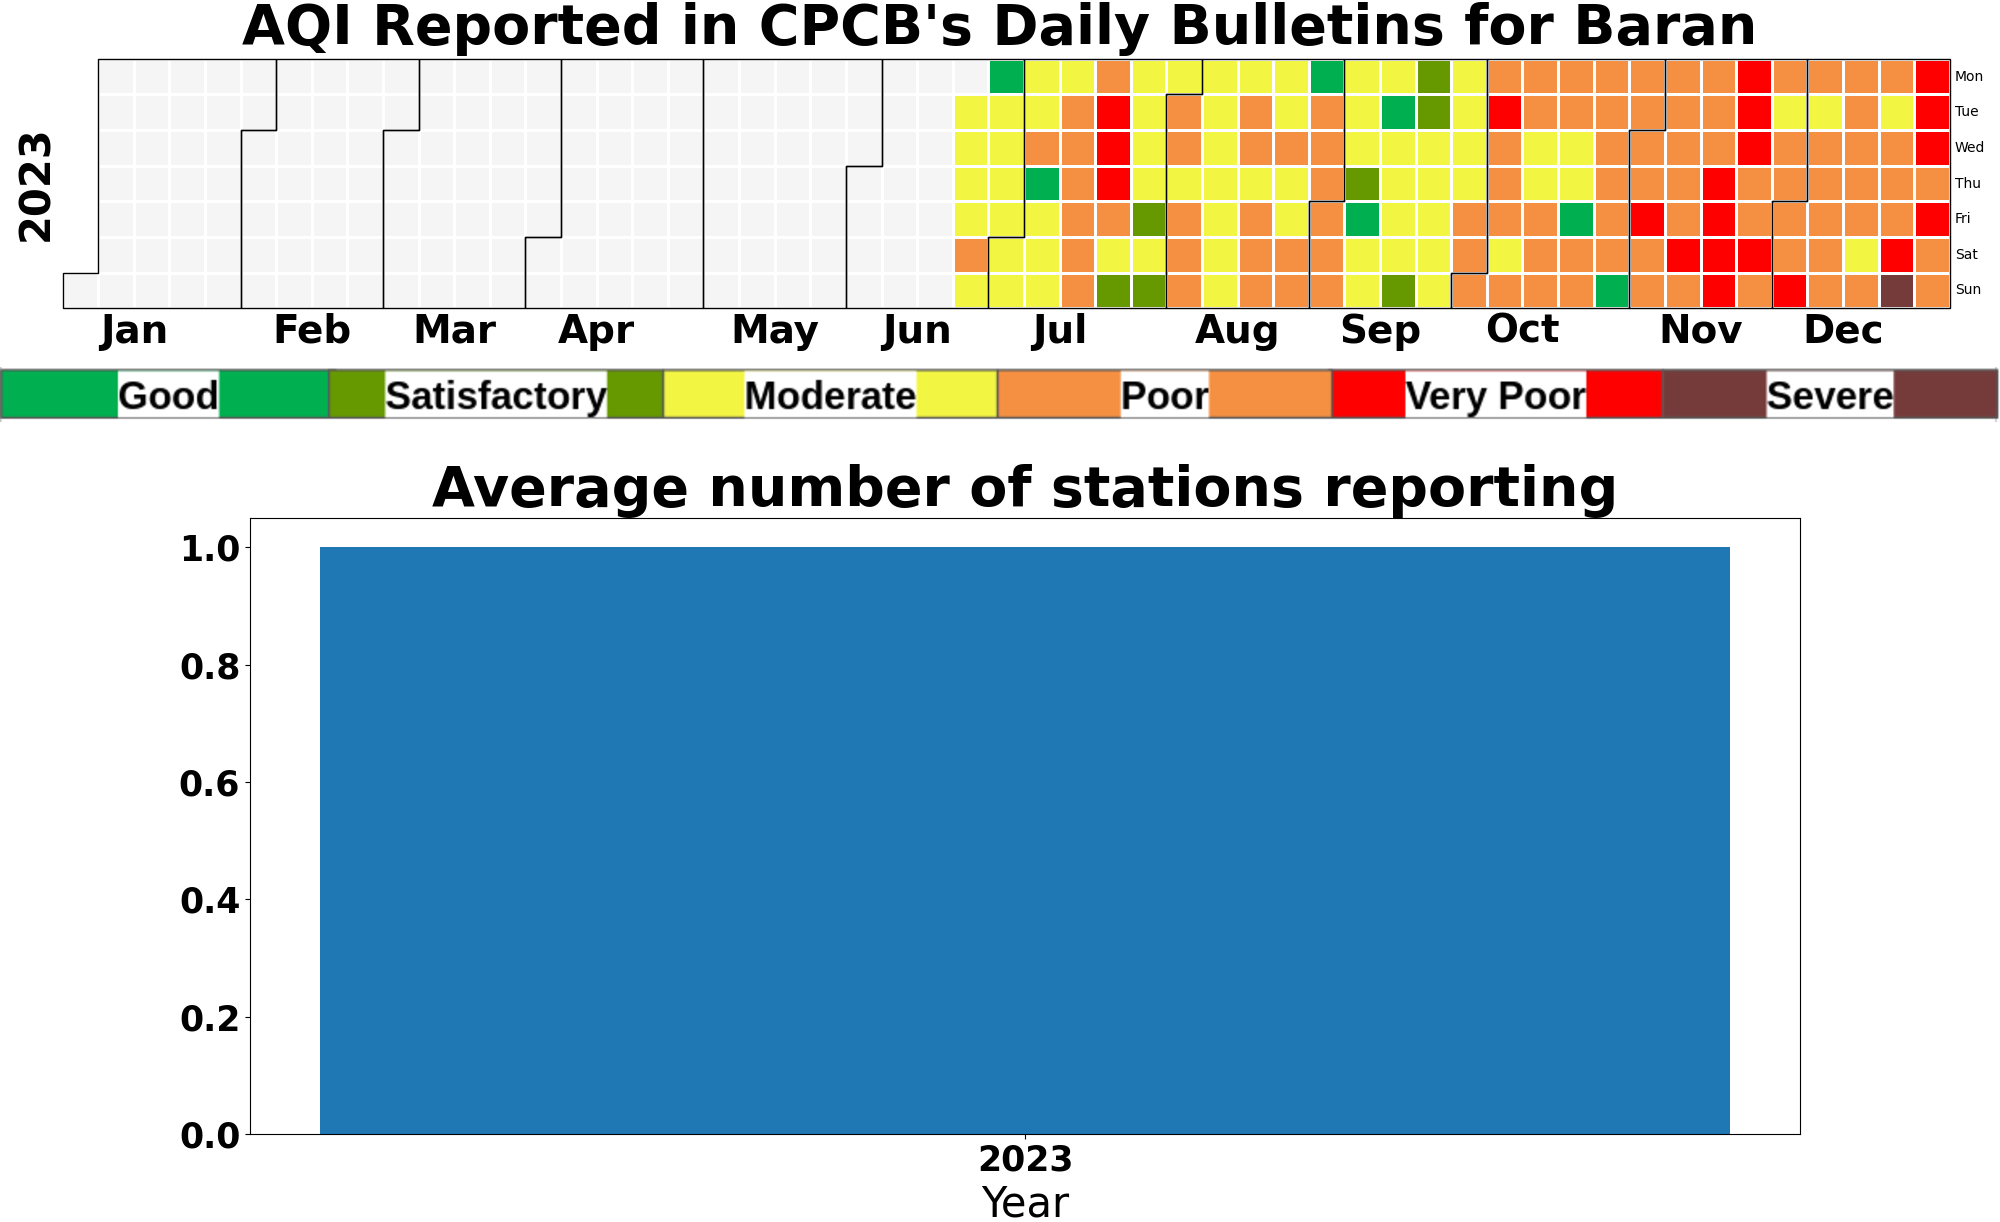 AQI Reported in CPCB's Daily Bulletins for Baran
2023
Mon
Tue
Wed
Thu
Fri
Sat
Sun
Jan Feb Mar Apr May Jun Jul Aug Sep Oct Nov Dec
Good Satisfactory Moderate Poor Very Poor Severe
Average number of stations reporting
1.0
0.8
0.6
0.4
0.2
0.0
2023
Year